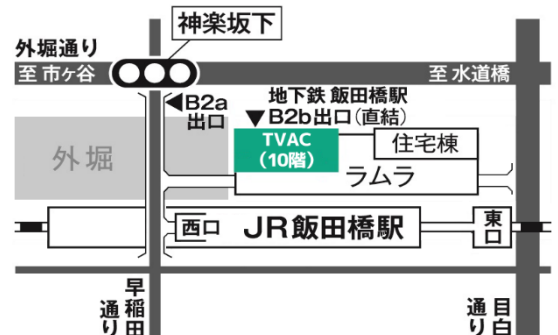 神楽坂下
外堀通り
至 市ヶ谷
至 水道橋
◀B2a
出口
地下鉄 飯田橋駅
▼B2b出口(直結)
TVAC
(10階)
住宅棟
外堀
ラムラ
西口
JR飯田橋駅
東口
早稲田通り
目白通り